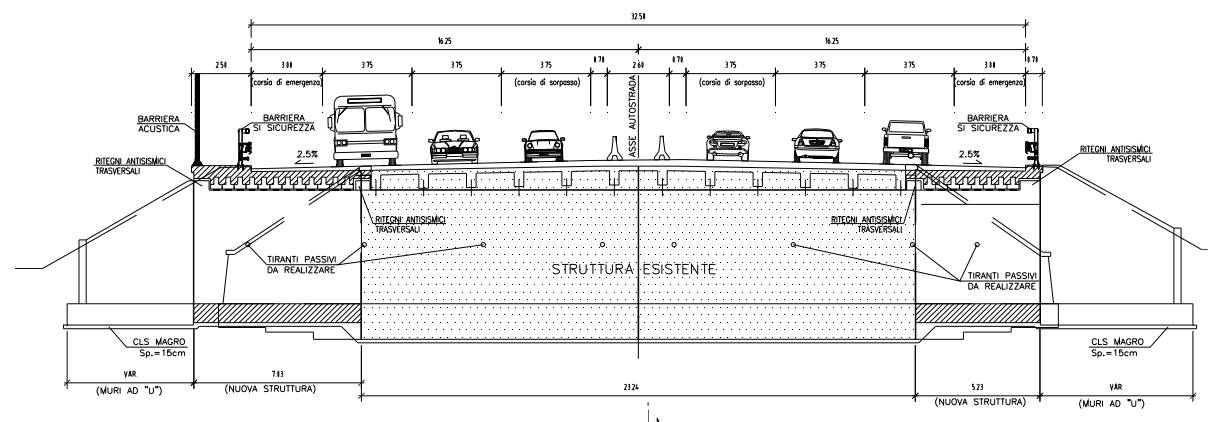 32.50
16.25 16.25
2.50 3.00 3.75 3.75 3.75 0.70 2.60 0.70 3.75 3.75 3.75 3.00 0.70
(corsia di emergenza) (corsia di sorpasso) (corsia di sorpasso) (corsia di emergenza)
ASSE AUTOSTRADA
BARRIERA
ACUSTICA
BARRIERA
SI SICUREZZA
BARRIERA
SI SICUREZZA
2.5% 2.5%
RITEGNI ANTISISMICI
TRASVERSALI
RITEGNI ANTISISMICI
TRASVERSALI
RITEGNI ANTISISMICI
TRASVERSALI
RITEGNI ANTISISMICI
TRASVERSALI
TIRANTI PASSIVI
DA REALIZZARE
STRUTTURA ESISTENTE
TIRANTI PASSIVI
DA REALIZZARE
CLS MAGRO
Sp.=15cm
CLS MAGRO
Sp.=15cm
VAR. 7.03 23.24 5.23 VAR.
(MURI AD "U") (NUOVA STRUTTURA) (NUOVA STRUTTURA) (MURI AD "U")